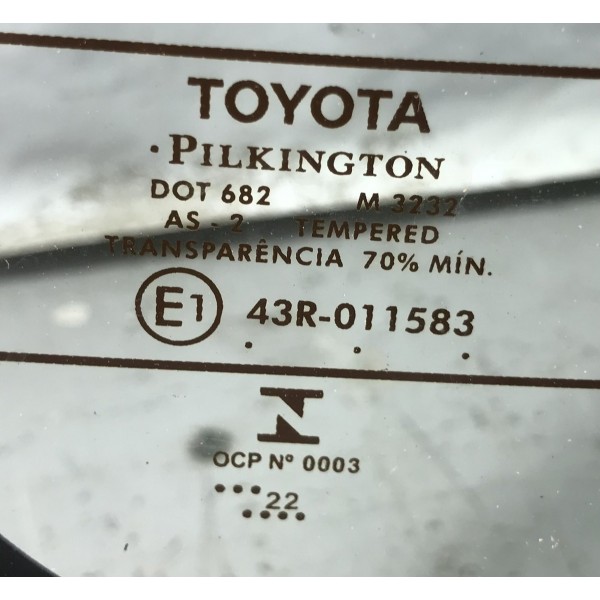 TOYOTA
.PILKINGTON
DOT 682 M 3232
AS - 2 TEMPERED
TRANSPARÊNCIA 70% MÍN.
E1 43R-011583
OCP Nº 0003
22